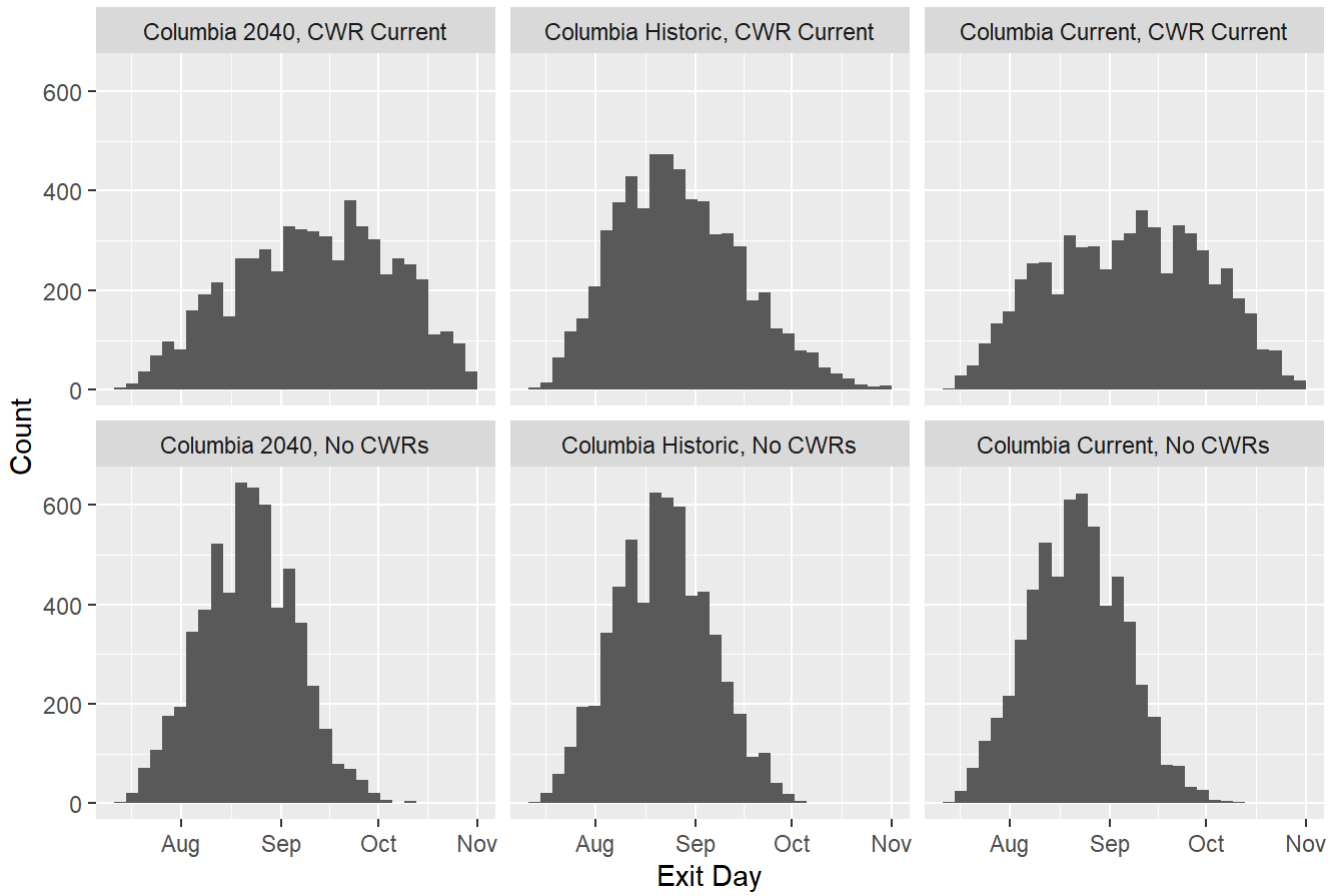 Columbia 2040, CWR Current
Columbia Historic, CWR Current
Columbia Current, CWR Current
600
400
200
0
Count
Columbia 2040, No CWRs
Columbia Historic, No CWRs
Columbia Current, No CWRs
600
400
200
0
Aug Sep Oct Nov
Aug Sep Oct Nov
Aug Sep Oct Nov
Exit Day